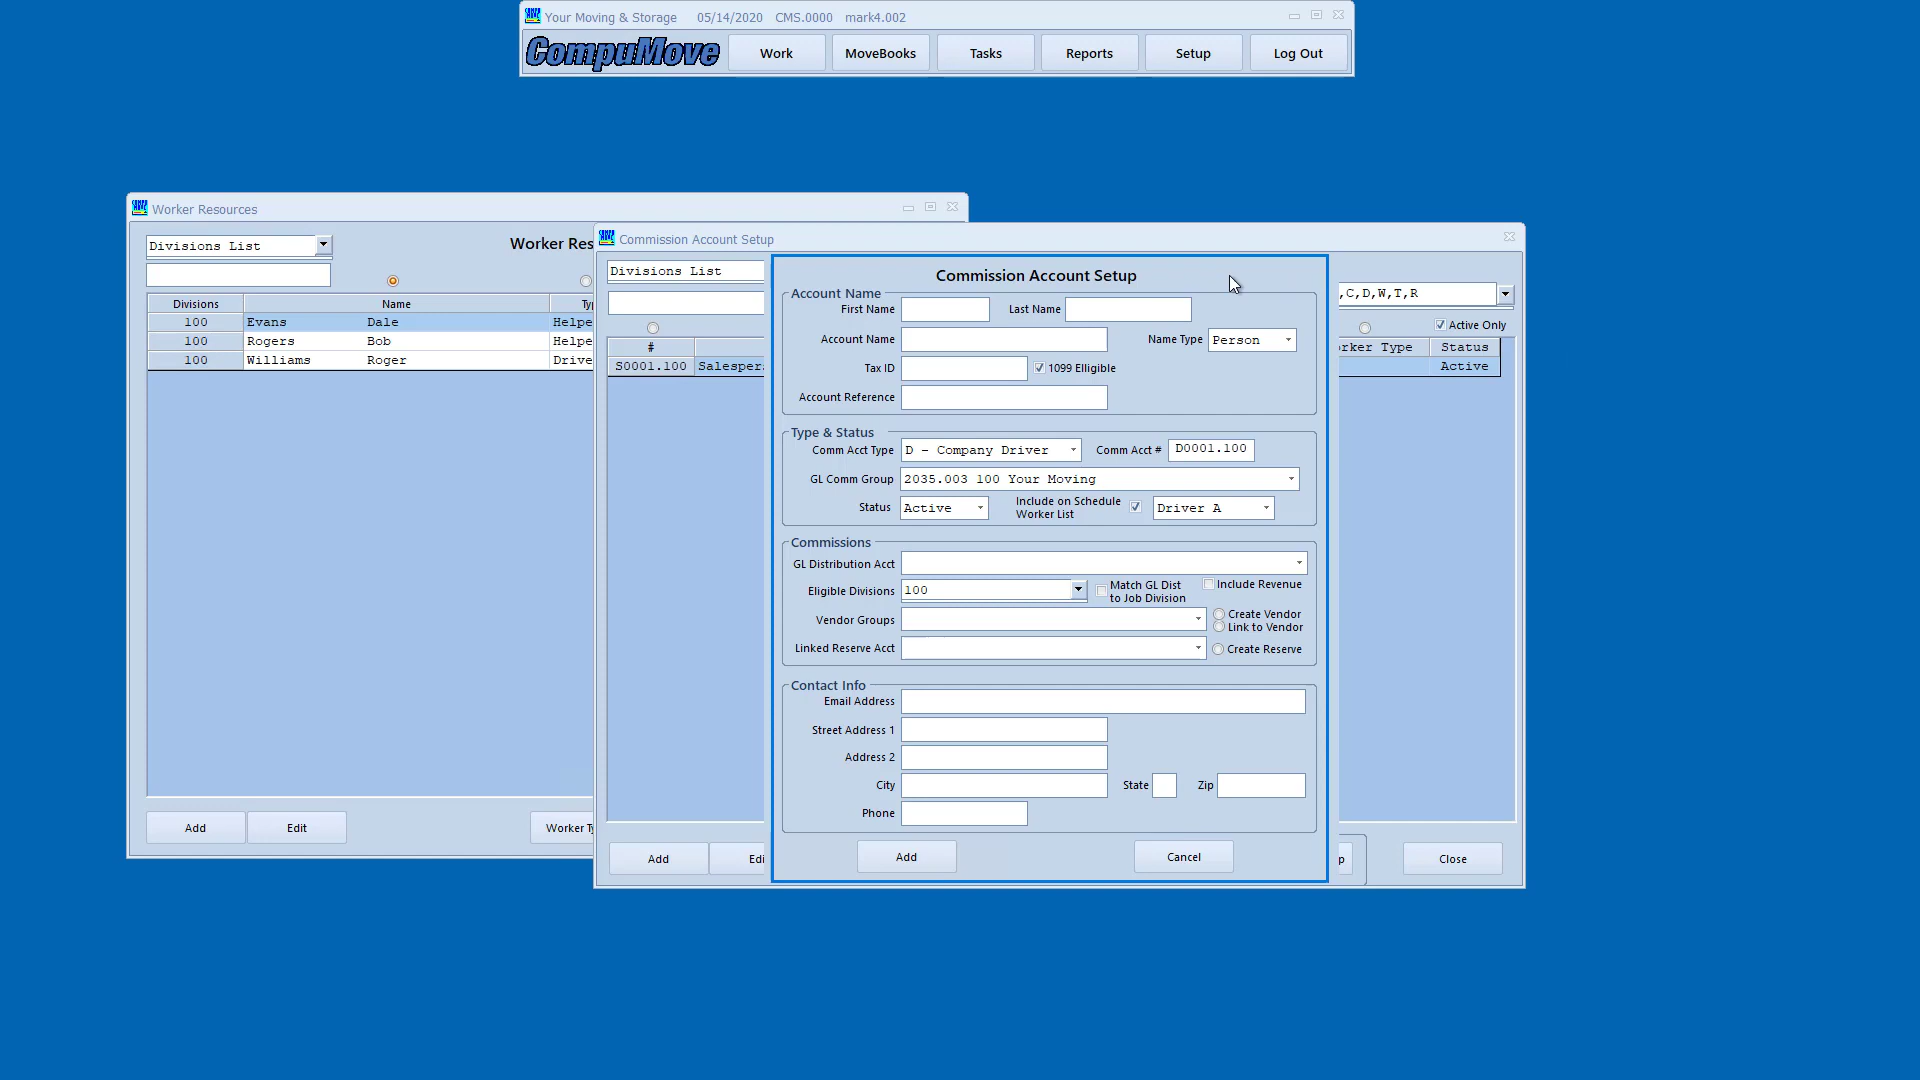 Your Moving & Storage 05/14/2020 CMS.0000 mark4.002
CompuMove Work MoveBooks Tasks Reports Setup Log Out
Worker Resources
Divisions List
Divisions Name
100 Evans Dale Helpe
100 Rogers Bob Helpe
100 Williams Roger Drive
Add Edit
Commission Account Setup
Divisions List
,C,D,W,T,R
Active Only
# rker Type Status
S0001.100 Salesper Active
Add Edi Close
Commission Account Setup
Account Name
First Name Last Name
Account Name Name Type Person
Tax ID 1099 Elligible
Account Reference
Type & Status
Comm Acct Type D - Company Driver Comm Acct # D0001.100
GL Comm Group 2035.003 100 Your Moving
Status Active Include on Schedule
Worker List Driver A
Commissions
GL Distribution Acct
Eligible Divisions 100 Match GL Dist
to Job Division Include Revenue
Vendor Groups Create Vendor
Link to Vendor
Linked Reserve Acct Create Reserve
Contact Info
Email Address
Street Address 1
Address 2
City State Zip
Phone
Add Cancel